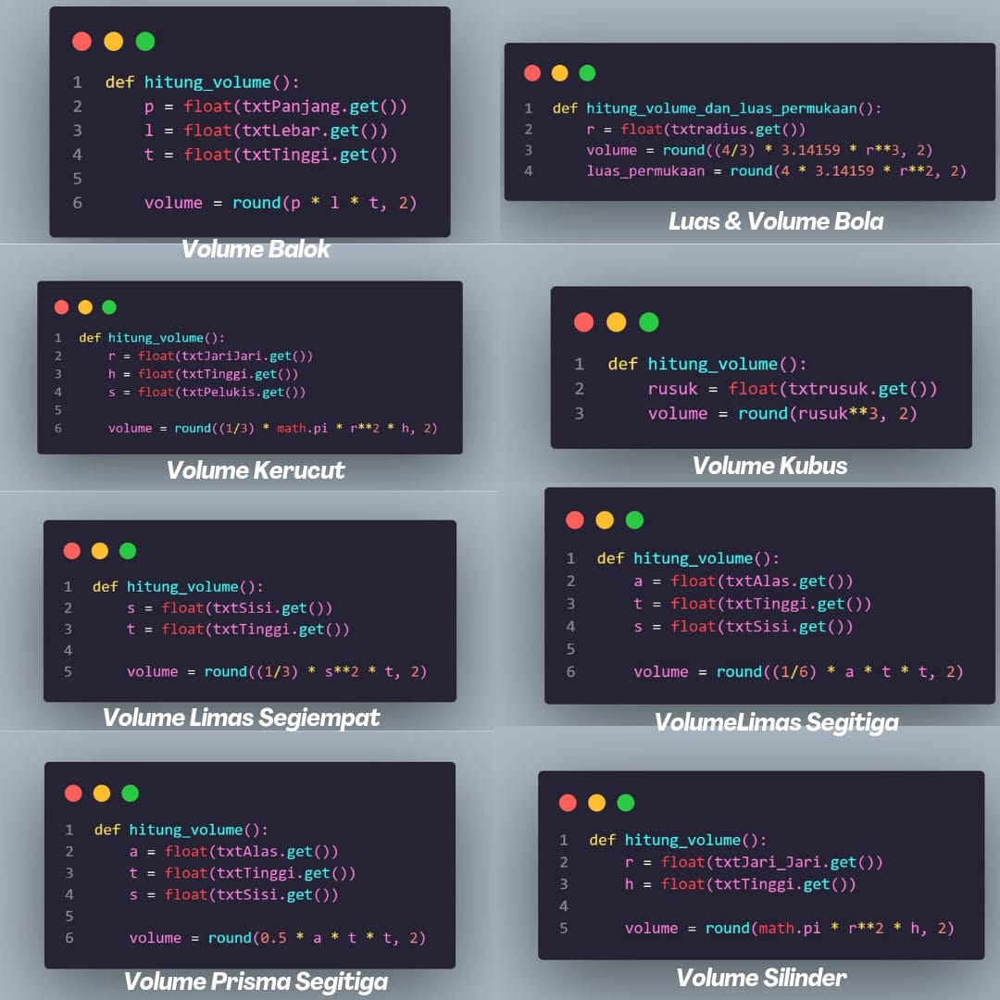 1 def hitung_volume():
2 p = float(txtPanjang.get())
3 l = float(txtLebar.get())
4 t = float(txtTinggi.get())
5
6 volume = round(p * l * t, 2)
Volume Balok
1 def hitung_volume_dan_luas_permukaan():
2 r = float(txtradius.get())
3 volume = round((4/3) * 3.14159 * r**3, 2)
4 luas_permukaan = round(4 * 3.14159 * r**2, 2)
Luas & Volume Bola
1 def hitung_volume():
2 r = float(txtJariJari.get())
3 h = float(txtTinggi.get())
4 s = float(txtPelukis.get())
5
6 volume = round((1/3) * math.pi * r**2 * h, 2)
Volume Kerucut
1 def hitung_volume():
2 rusuk = float(txtrusuk.get())
3 volume = round(rusuk**3, 2)
Volume Kubus
1 def hitung_volume():
2 s = float(txtSisi.get())
3 t = float(txtTinggi.get())
4
5 volume = round((1/3) * s**2 * t, 2)
Volume Limas Segiempat
1 def hitung_volume():
2 a = float(txtAlas.get())
3 t = float(txtTinggi.get())
4 s = float(txtSisi.get())
5
6 volume = round((1/6) * a * t * t, 2)
VolumeLimas Segitiga
1 def hitung_volume():
2 a = float(txtAlas.get())
3 t = float(txtTinggi.get())
4 s = float(txtSisi.get())
5
6 volume = round(0.5 * a * t * t, 2)
Volume Prisma Segitiga
1 def hitung_volume():
2 r = float(txtJari_Jari.get())
3 h = float(txtTinggi.get())
4
5 volume = round(math.pi * r**2 * h, 2)
Volume Silinder